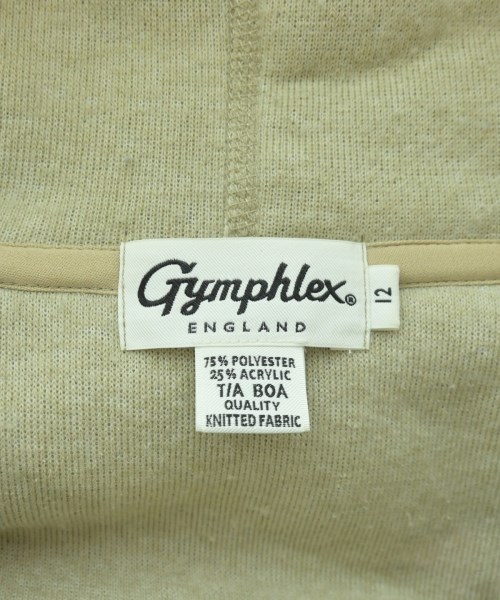 Gymphlex®
ENGLAND
12
75% POLYESTER
25% ACRYLIC
T/A BOA
QUALITY
KNITTED FABRIC